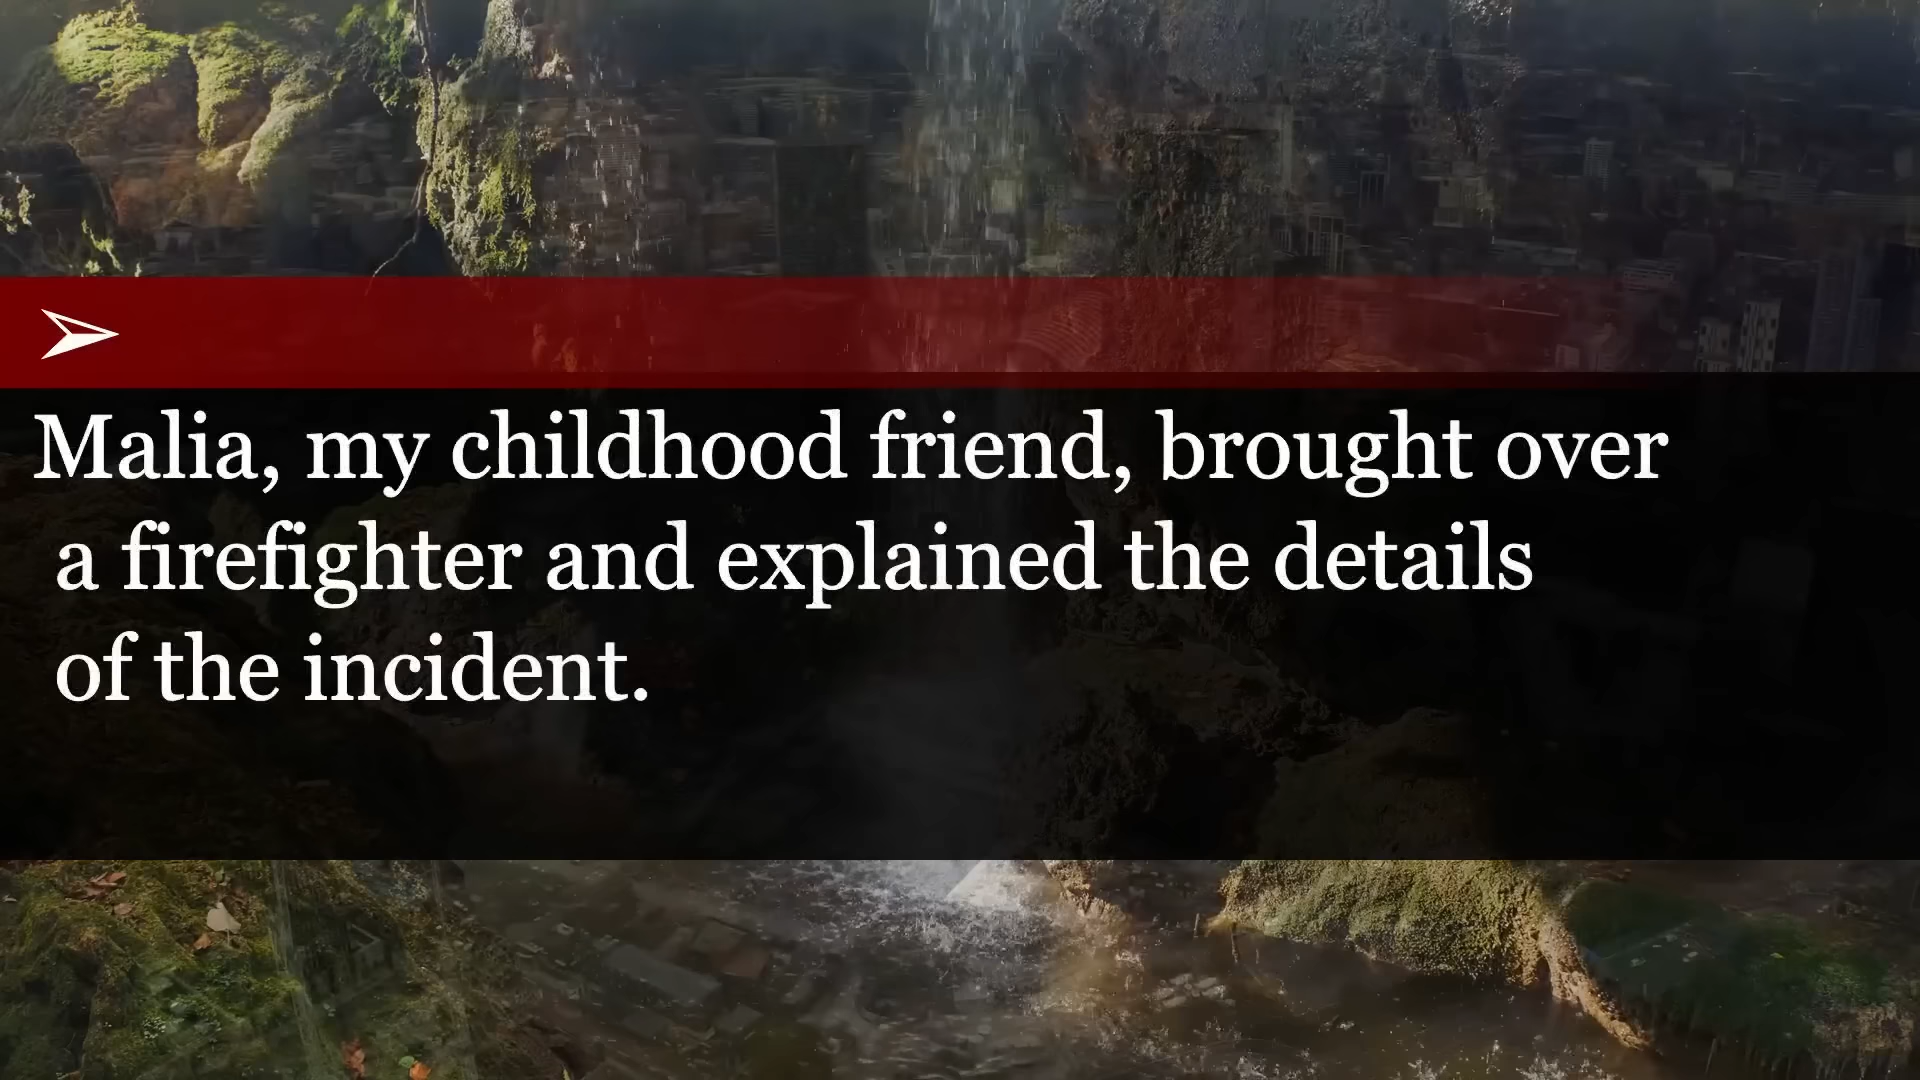 Malia, my childhood friend, brought over
a firefighter and explained the details
of the incident.